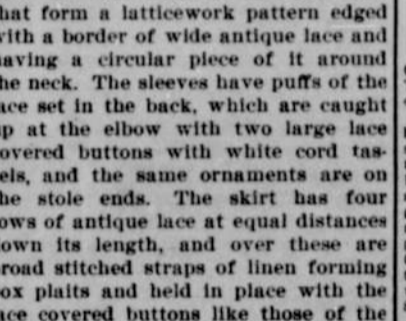 hat form a latticework pattern edged
ith a border of wide antique lace and
aving a circular piece of it around
he neck. The sleeves have puffs of the
ace set in the back, which are caught
p at the elbow with two large lace
overed buttons with white cord tas-
els, and the same ornaments are on
he stole ends. The skirt has four
ows of antique lace at equal distances
own its length, and over these are
road stitched straps of linen forming
ox plaits and held in place with the
ace covered buttons like those of the